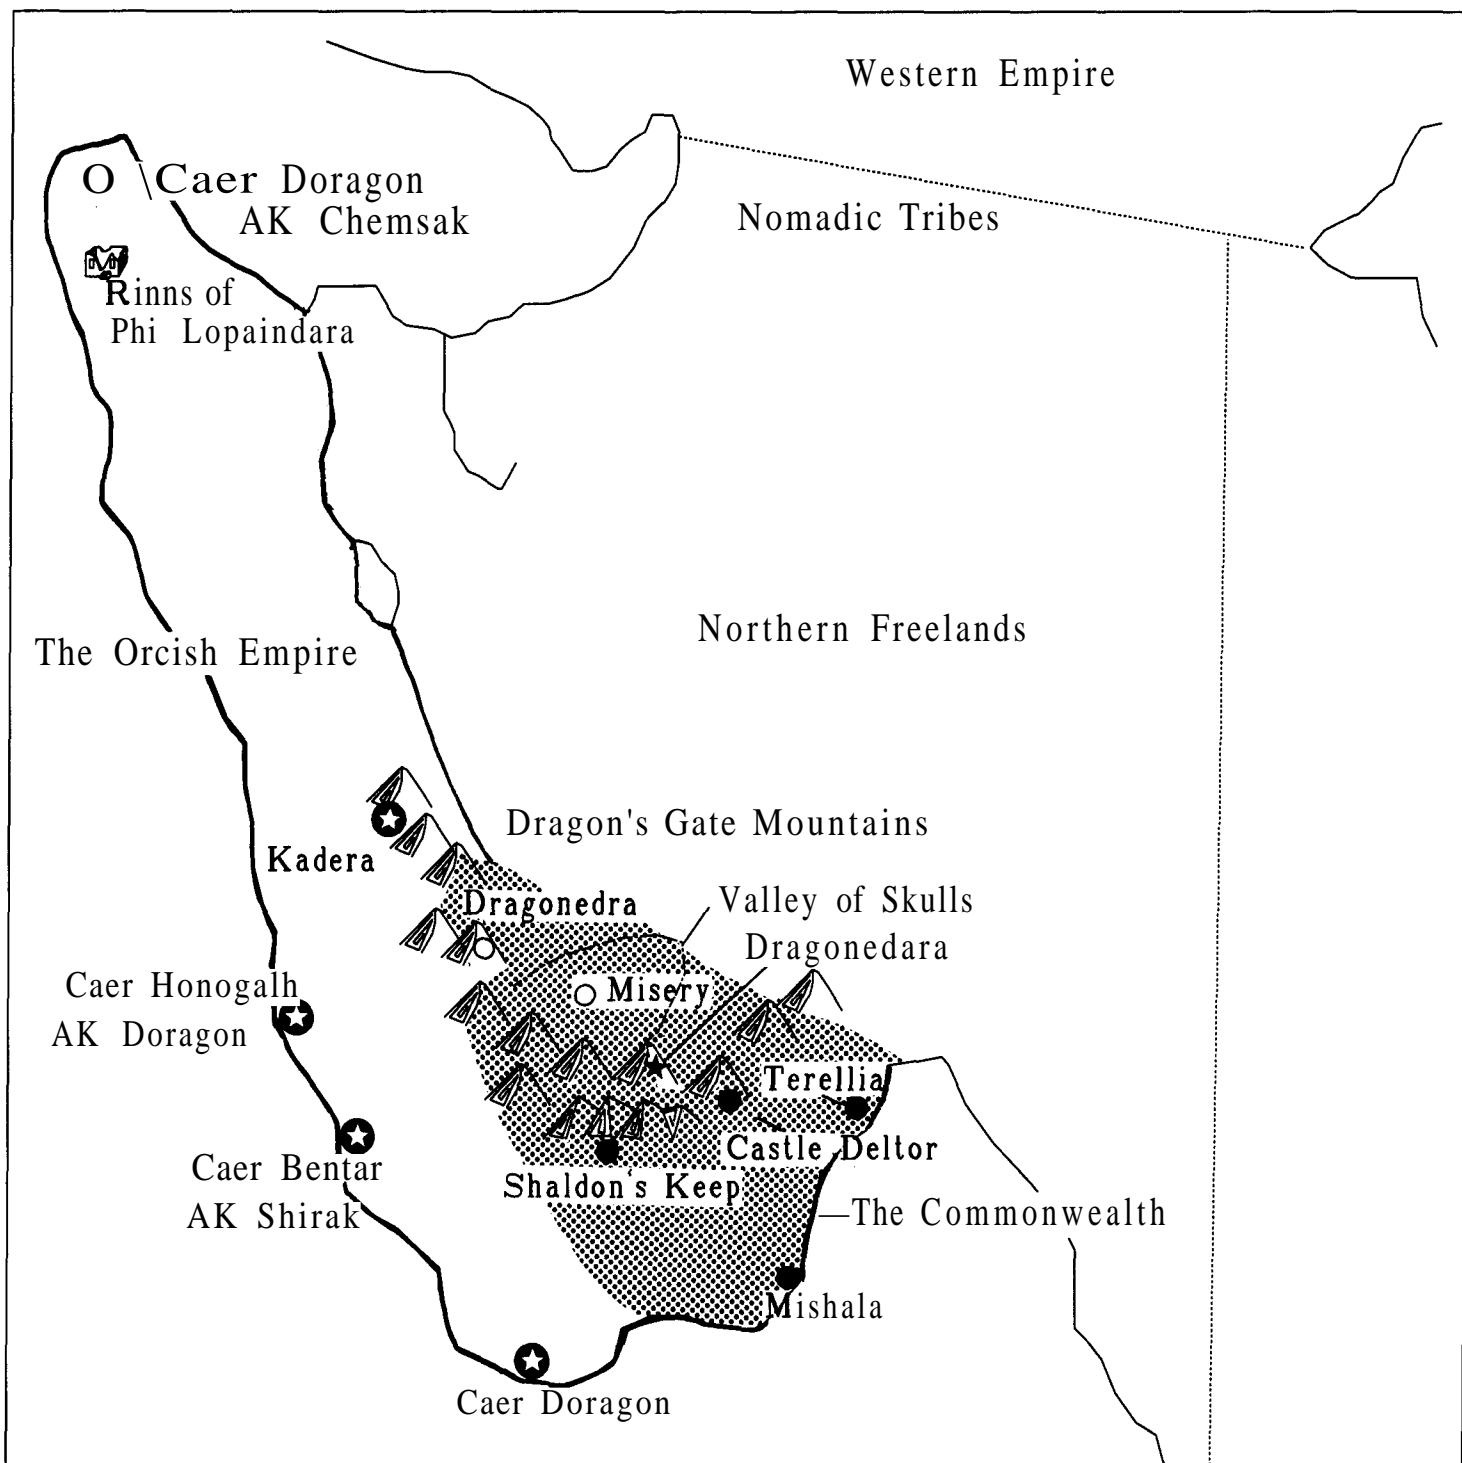 Western Empire
Caer Doragon
AK Chemsak
Nomadic Tribes
Rinns of
Phi Lopaindara
Northern Freelands
The Orcish Empire
Dragon's Gate Mountains
Kadera
Valley of Skulls
Dragonedra
Dragonedara
Caer Honogalh
Misery
AK Doragon
Terellia
Castle Deltor
Caer Bentar
Shaldon's Keep
AK Shirak
The Commonwealth
Mishala
Caer Doragon